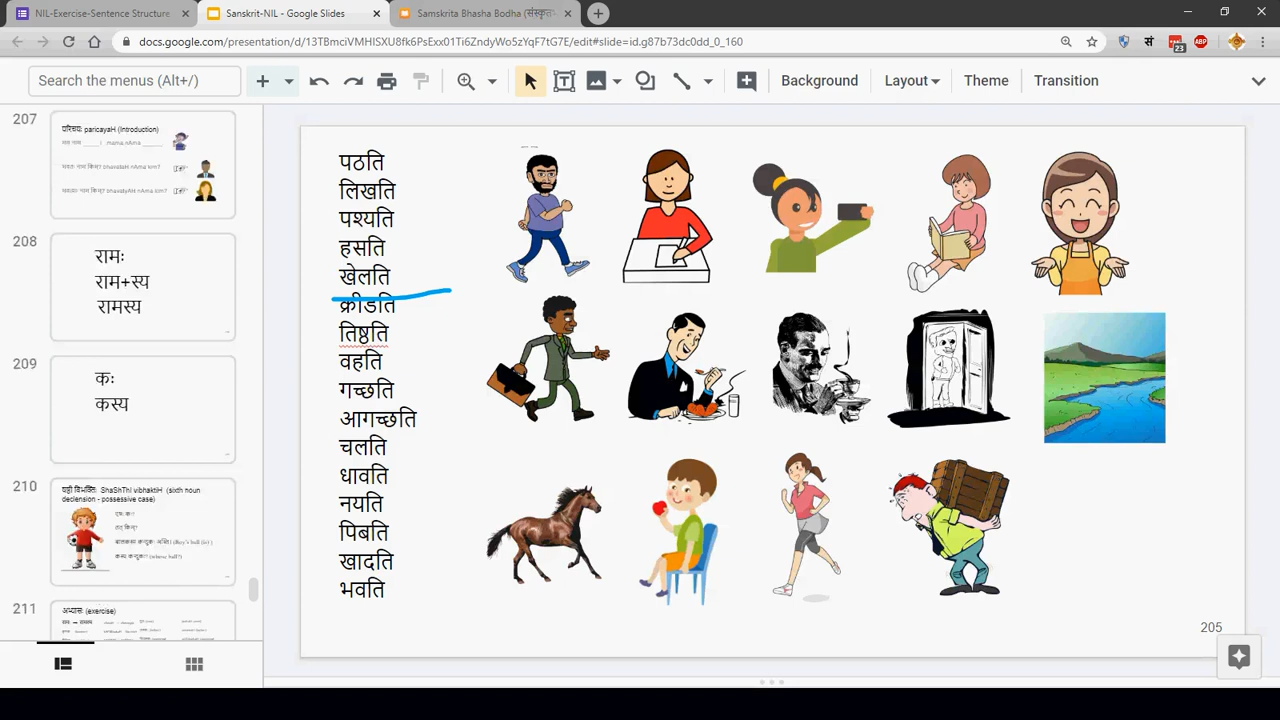 NIL-Exercise-Sentence Structure
Sanskrit-NIL - Google Slides
Samskrita Bhasha Bodha
docs.google.com/presentation/d/13TBmciVMHISXU8fk6PsExx01Ti6ZndyWo5zYqF7tG7E/edit#slide=id.g87b73dc0dd_0_160
सं
23
ABP
Search the menus (Alt+/)
Background
Layout
Theme
Transition
207
परिचयः paricayaH (Introduction)
208
रामः
राम+स्य
रामस्य
209
कः
कस्य
210
षष्ठी विभक्तिः ShaShThI vibhaktiH (sixth noun
declension - possessive case)
211
अभ्यासः (exercise)
पठति
लिखति
पश्यति
हसति
खेलति
क्रीडति
तिष्ठति
वहति
गच्छति
आगच्छति
चलति
धावति
नयति
पिबति
खादति
भवति
205